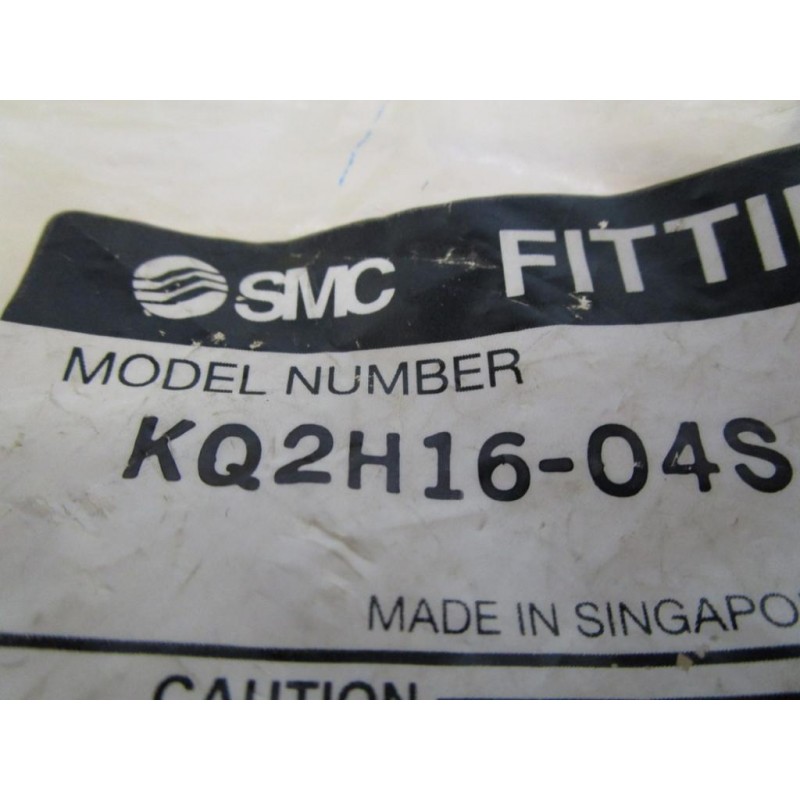 SMC FITTI
MODEL NUMBER
KQ2H16-04S
MADE IN SINGAPO
CAUTION